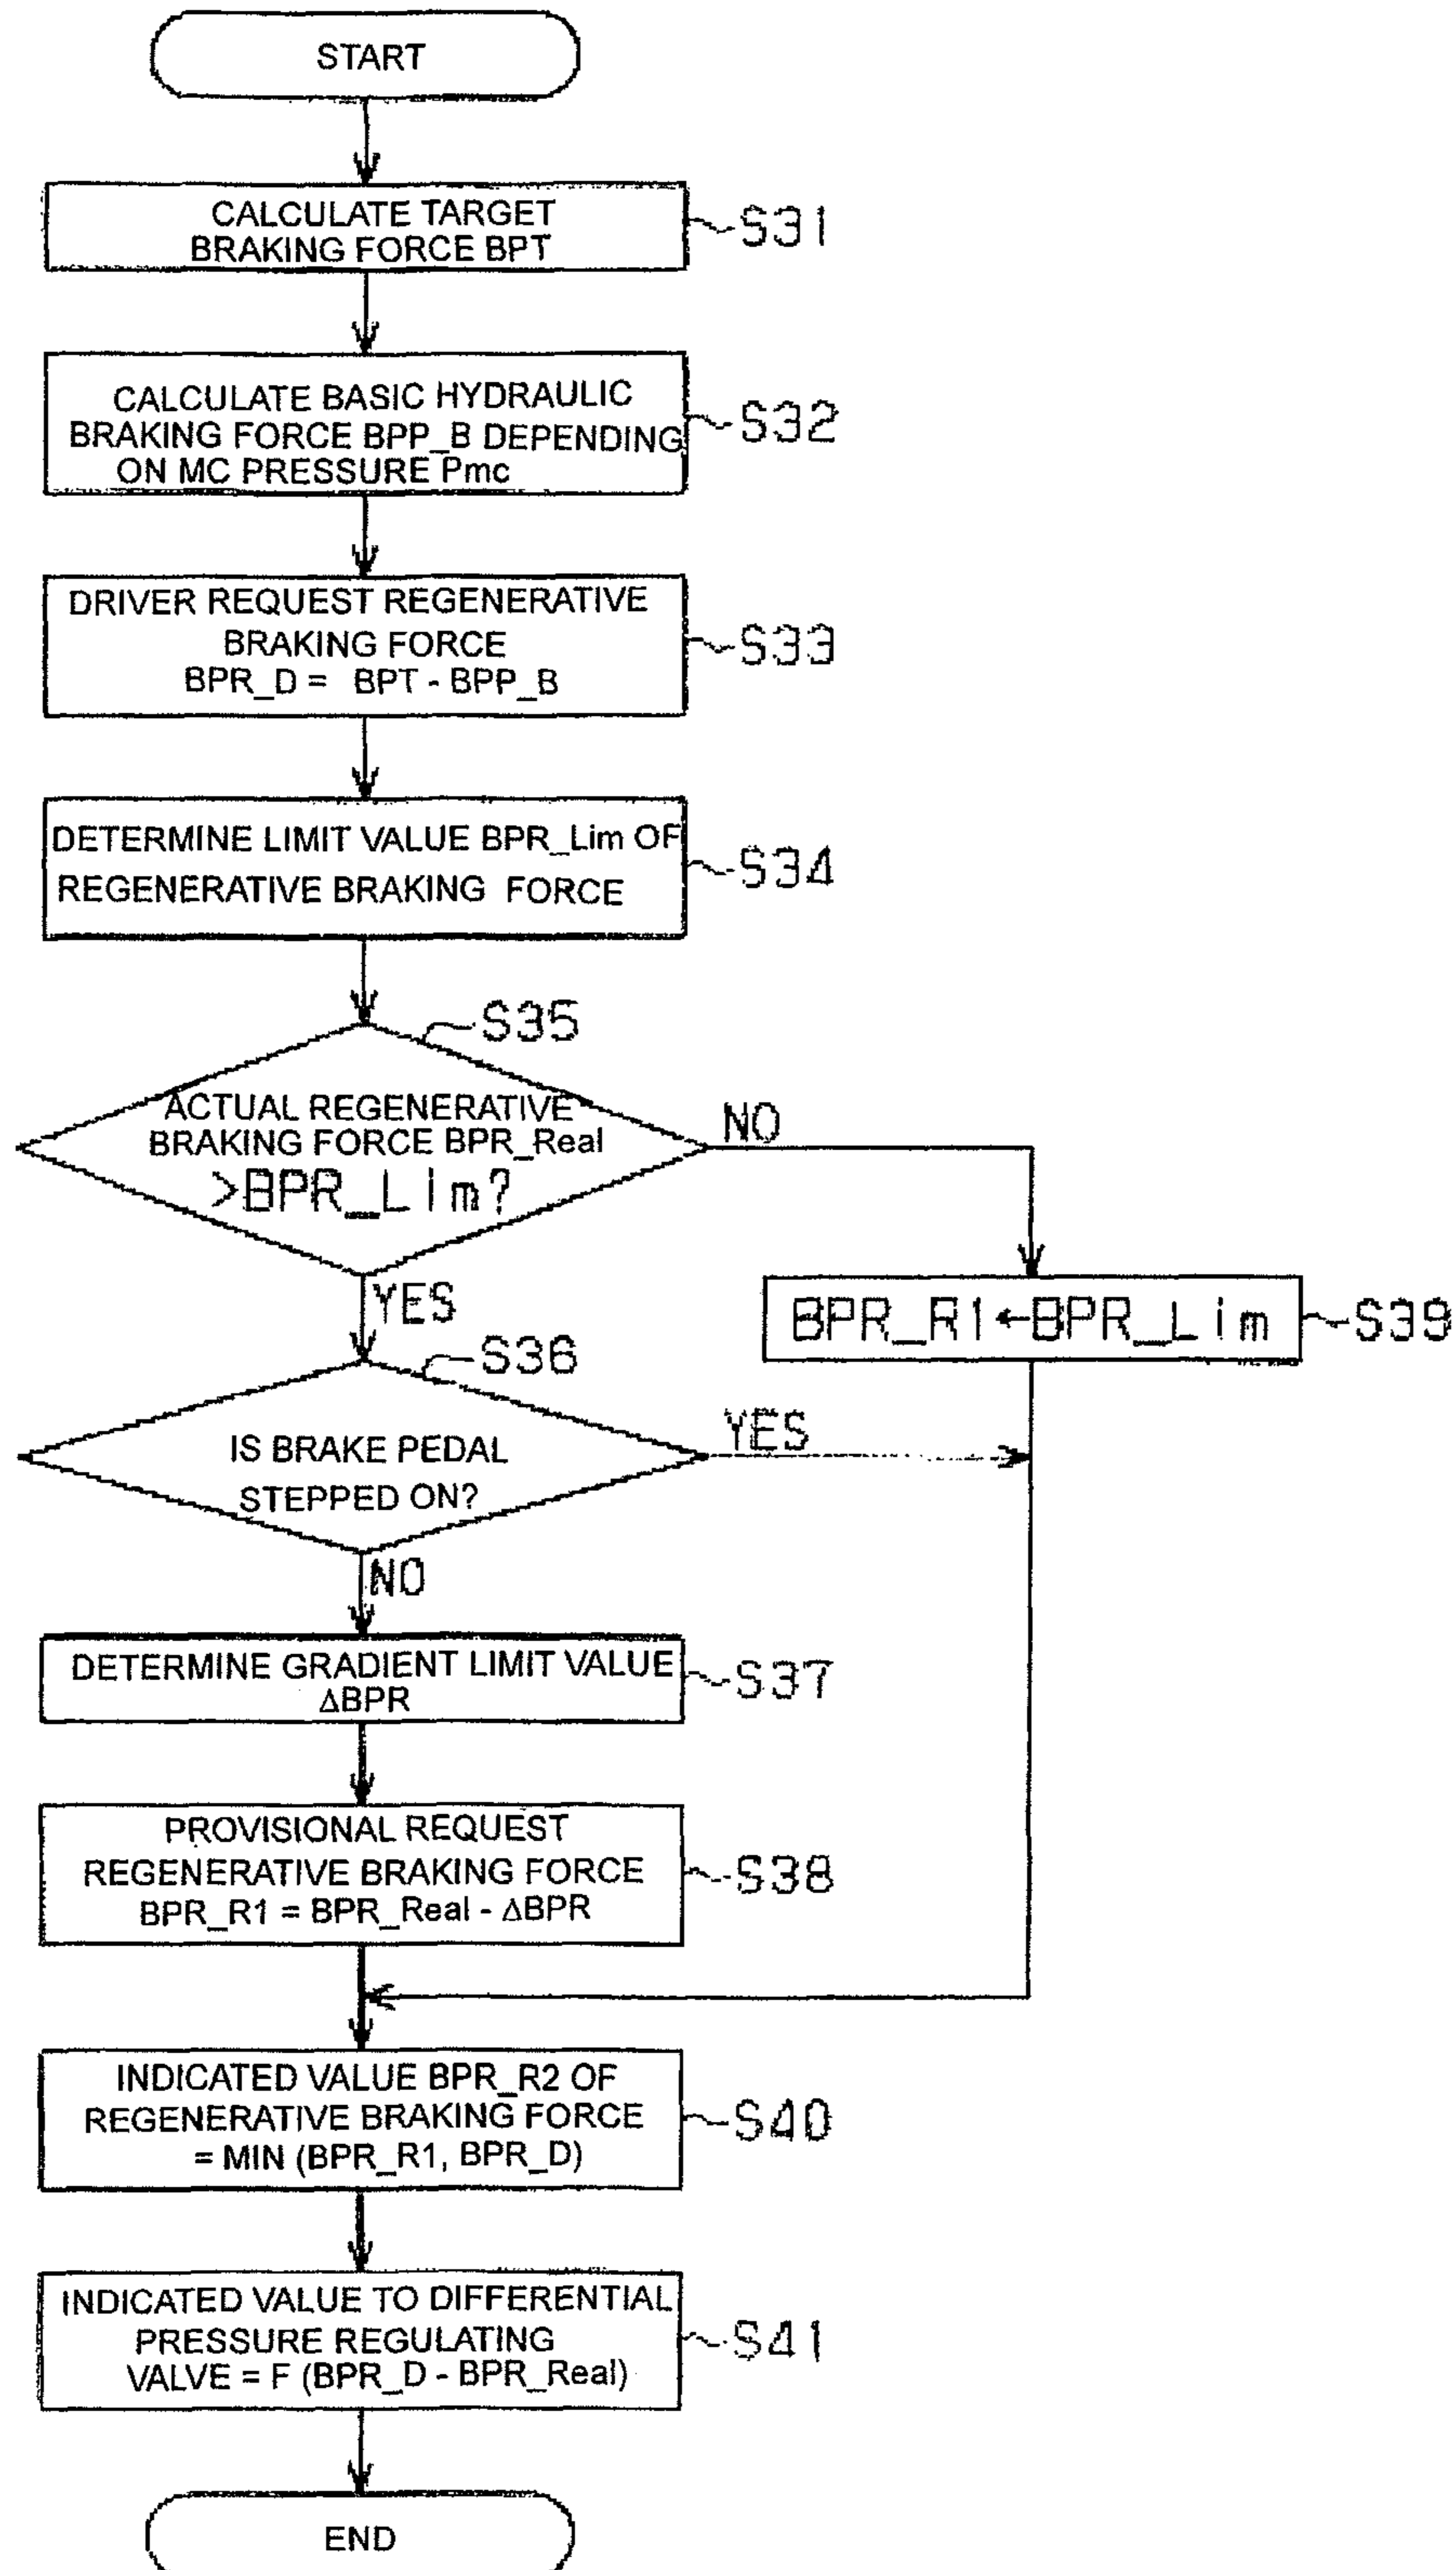 START
CALCULATE TARGET
BRAKING FORCE BPT
S31
CALCULATE BASIC HYDRAULIC
BRAKING FORCE BPP_B DEPENDING
ON MC PRESSURE Pmc
S32
DRIVER REQUEST REGENERATIVE
BRAKING FORCE
BPR_D = BPT - BPP_B
S33
DETERMINE LIMIT VALUE BPR_Lim OF
REGENERATIVE BRAKING FORCE
S34
S35
ACTUAL REGENERATIVE
BRAKING FORCE BPR_Real
>BPR_Lim?
NO
YES
BPR_R1←BPR_Lim
S39
S36
IS BRAKE PEDAL
STEPPED ON?
YES
NO
DETERMINE GRADIENT LIMIT VALUE
ΔBPR
S37
PROVISIONAL REQUEST
REGENERATIVE BRAKING FORCE
BPR_R1 = BPR_Real - ΔBPR
S38
INDICATED VALUE BPR_R2 OF
REGENERATIVE BRAKING FORCE
= MIN (BPR_R1, BPR_D)
S40
INDICATED VALUE TO DIFFERENTIAL
PRESSURE REGULATING
VALVE = F (BPR_D - BPR_Real)
S41
END